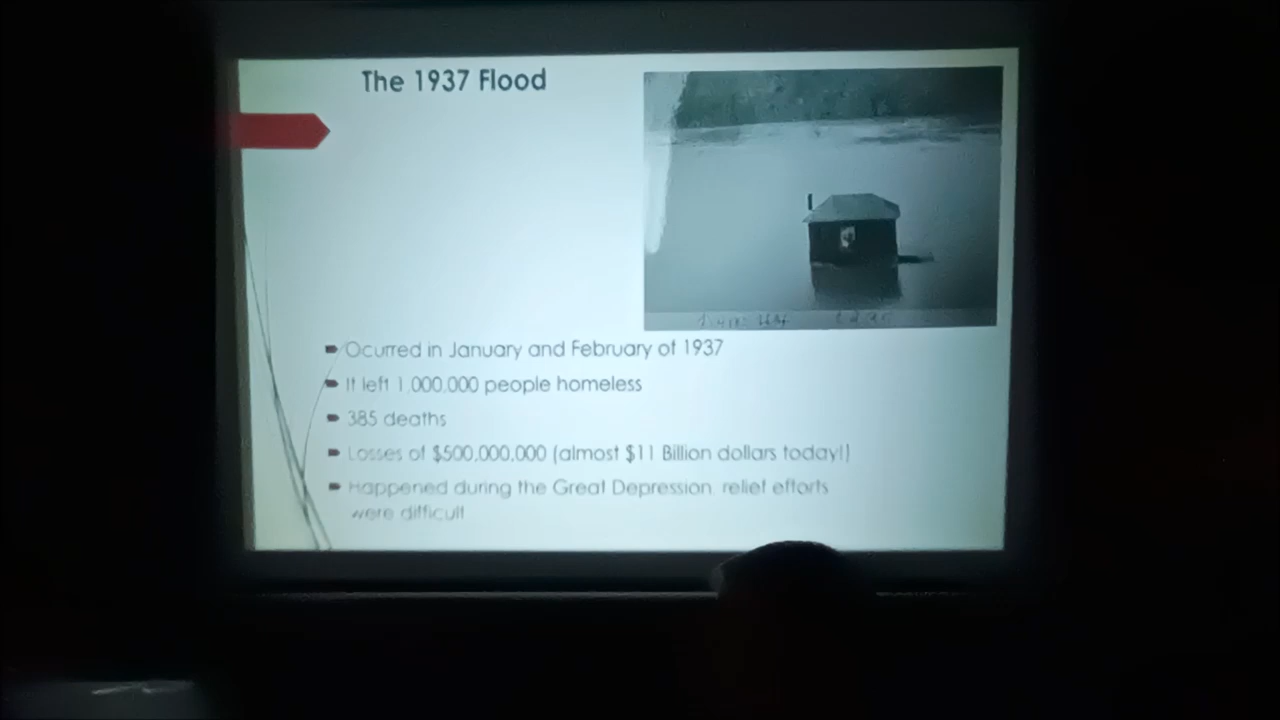 The 1937 Flood
Ocurred in January and February of 1937
It left 1,000,000 people homeless
385 deaths
Losses of $500,000,000 (almost $11 Billion dollars today!)
Happened during the Great Depression, relief efforts
were difficult